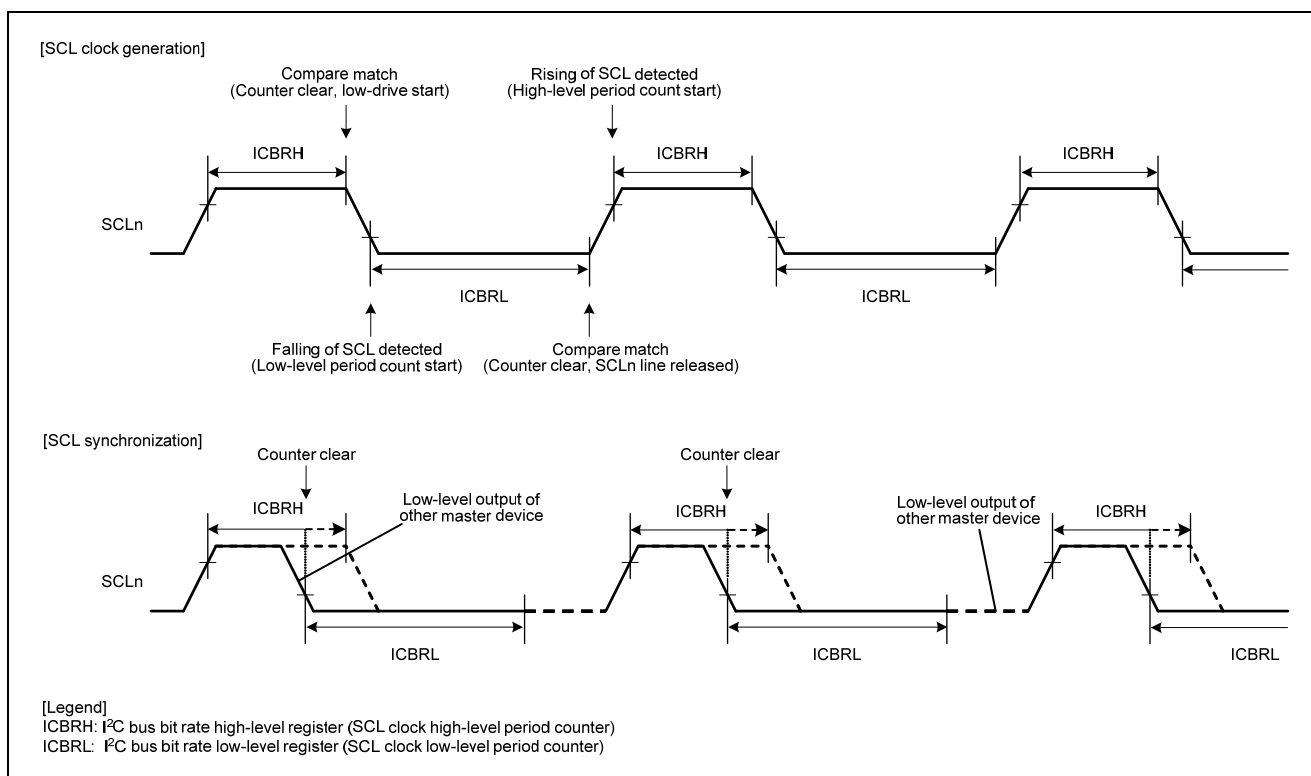 [SCL clock generation]
Compare match
(Counter clear, low-drive start)
Rising of SCL detected
(High-level period count start)
ICBRH
ICBRH
ICBRH
SCLn
ICBRL
ICBRL
Falling of SCL detected
(Low-level period count start)
Compare match
(Counter clear, SCLn line released)
[SCL synchronization]
Counter clear
Counter clear
ICBRH
Low-level output of
other master device
ICBRH
Low-level output of
other master device
ICBRH
SCLn
ICBRL
ICBRL
ICBRL
[Legend]
ICBRH: I²C bus bit rate high-level register (SCL clock high-level period counter)
ICBRL: I²C bus bit rate low-level register (SCL clock low-level period counter)